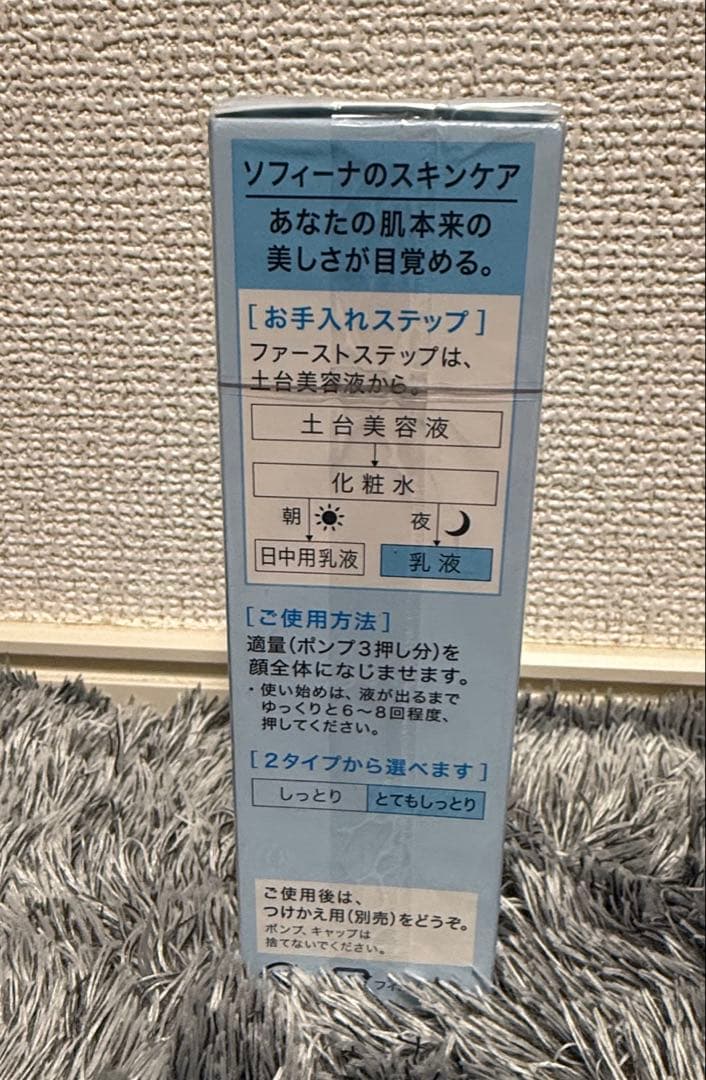 ソフィーナのスキンケア
あなたの肌本来の
美しさが目覚める。
[お手入れステップ]
ファーストステップは、
土台美容液から。
土台美容液
化粧水
朝 夜
日中用乳液 乳液
[ご使用方法]
適量(ポンプ3押し分)を
顔全体になじませます。
・使い始めは、液が出るまで
ゆっくりと6〜8回程度、
押してください。
[2タイプから選べます]
しっとり とてもしっとり
ご使用後は、
つけかえ用(別売)をどうぞ。
ポンプ、キャップは
捨てないでください。